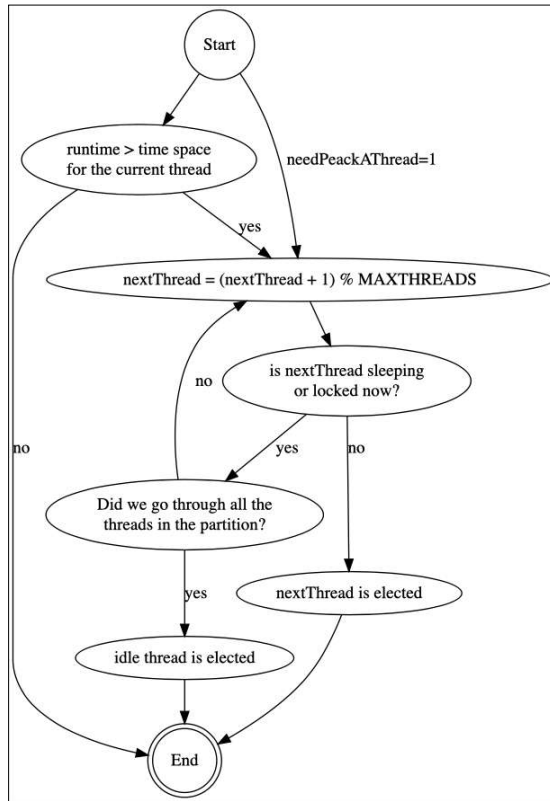 Start
runtime > time space
for the current thread
needPeackAThread=1
yes
nextThread = (nextThread + 1) % MAXTHREADS
is nextThread sleeping
or locked now?
no
no
yes
no
Did we go through all the
threads in the partition?
yes
nextThread is elected
idle thread is elected
End